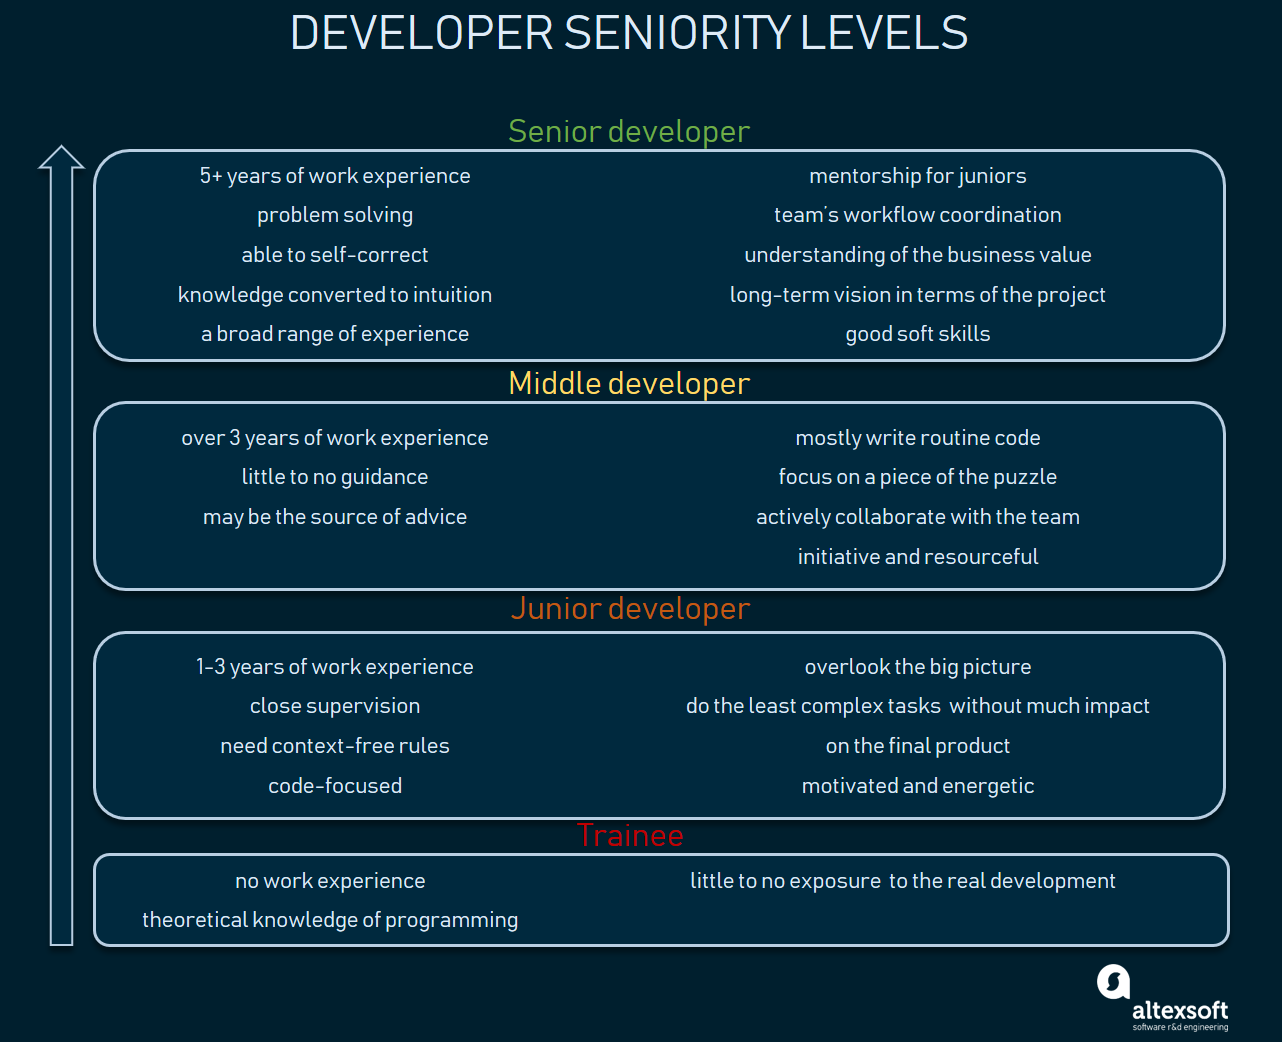 DEVELOPER SENIORITY LEVELS
Senior developer
5+ years of work experience
problem solving
able to self-correct
knowledge converted to intuition
a broad range of experience
mentorship for juniors
team's workflow coordination
understanding of the business value
long-term vision in terms of the project
good soft skills
Middle developer
over 3 years of work experience
little to no guidance
may be the source of advice
mostly write routine code
focus on a piece of the puzzle
actively collaborate with the team
initiative and resourceful
Junior developer
1-3 years of work experience
close supervision
need context-free rules
code-focused
overlook the big picture
do the least complex tasks without much impact
on the final product
motivated and energetic
Trainee
no work experience
theoretical knowledge of programming
little to no exposure to the real development
altexsoft
software r&d engineering